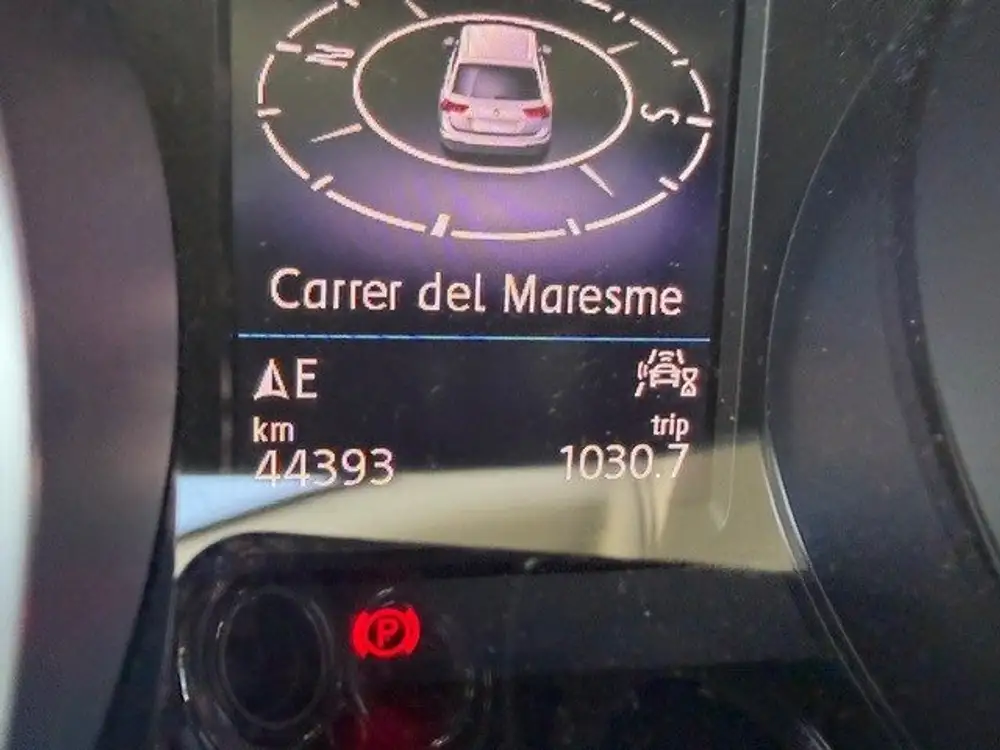 N
S
Carrer del Maresme
E
km
trip
44393
1030.7
P